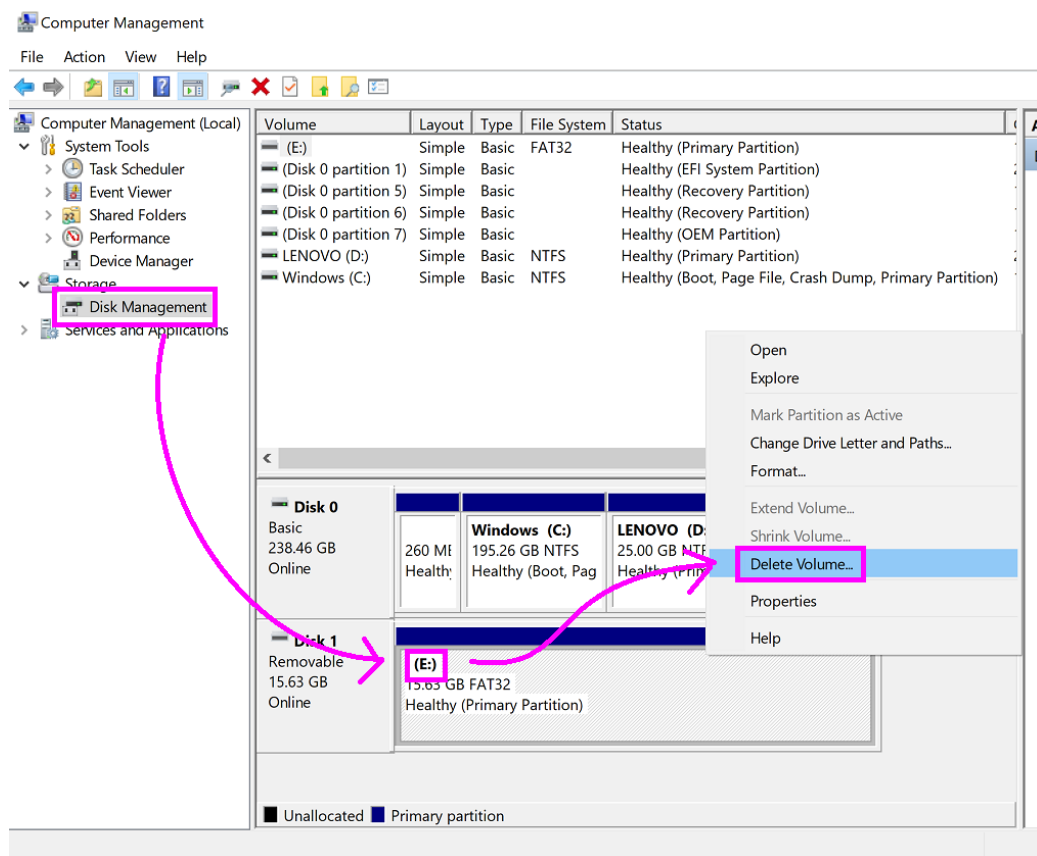 Computer Management
File Action View Help
Computer Management (Local)
System Tools
Task Scheduler
Event Viewer
Shared Folders
Performance
Device Manager
Storage
Disk Management
Services and Applications
Volume Layout Type File System Status
(E:) Simple Basic FAT32 Healthy (Primary Partition)
(Disk 0 partition 1) Simple Basic Healthy (EFI System Partition)
(Disk 0 partition 5) Simple Basic Healthy (Recovery Partition)
(Disk 0 partition 6) Simple Basic Healthy (Recovery Partition)
(Disk 0 partition 7) Simple Basic Healthy (OEM Partition)
LENOVO (D:) Simple Basic NTFS Healthy (Primary Partition)
Windows (C:) Simple Basic NTFS Healthy (Boot, Page File, Crash Dump, Primary Partition)
Open
Explore
Mark Partition as Active
Change Drive Letter and Paths...
Format...
Extend Volume...
Shrink Volume...
Delete Volume...
Properties
Help
Disk 0
Basic
238.46 GB
Online
260 ME
Healthy
Windows (C:)
195.26 GB NTFS
Healthy (Boot, Pag
LENOVO (D:
25.00 GB NTF
Healthy (Prim
Disk 1
Removable
15.63 GB
Online
(E:)
15.63 GB FAT32
Healthy (Primary Partition)
Unallocated Primary partition